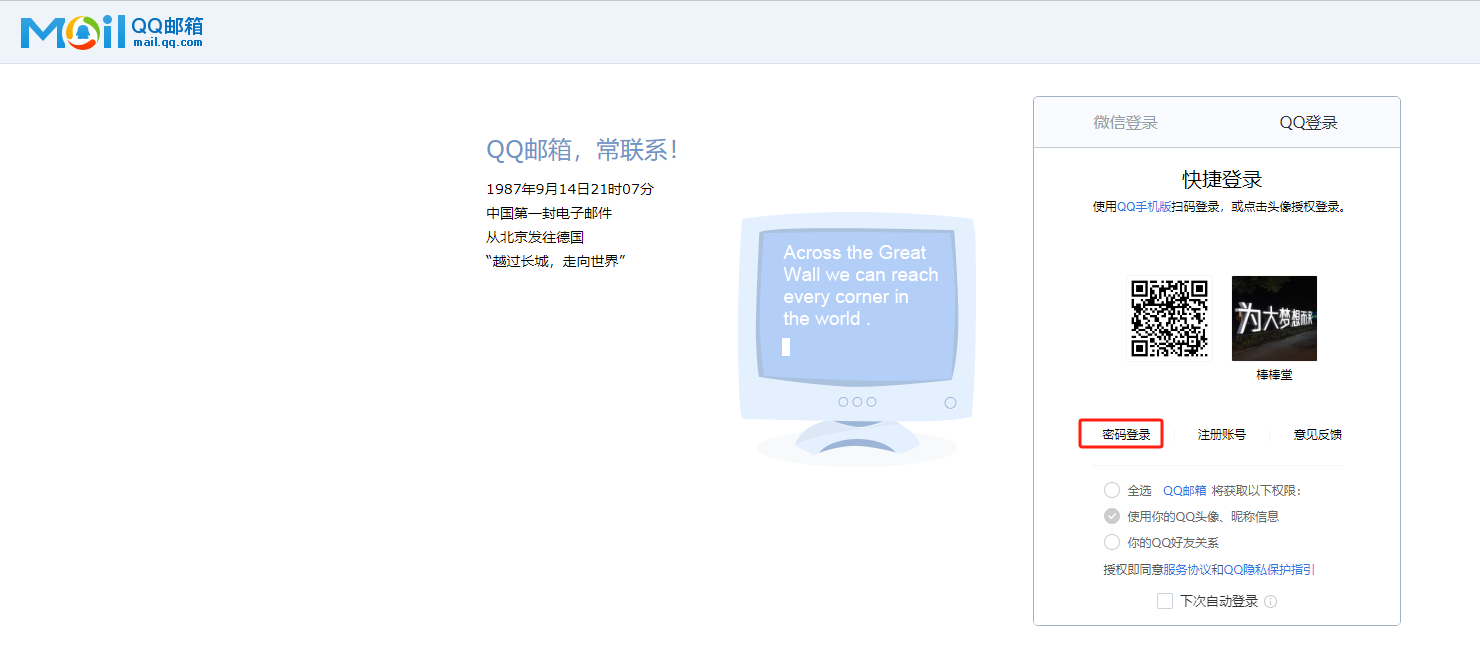 Mail QQ邮箱
mail.qq.com
QQ邮箱，常联系！
1987年9月14日21时07分
中国第一封电子邮件
从北京发往德国
“越过长城，走向世界”
Across the Great
Wall we can reach
every corner in
the world .
微信登录 QQ登录
快捷登录
使用QQ手机版扫码登录，或点击头像授权登录。
为大梦想而来
棒棒堂
密码登录 注册账号 意见反馈
全选 QQ邮箱 将获取以下权限：
使用你的QQ头像、昵称信息
你的QQ好友关系
授权即同意服务协议和QQ隐私保护指引
下次自动登录